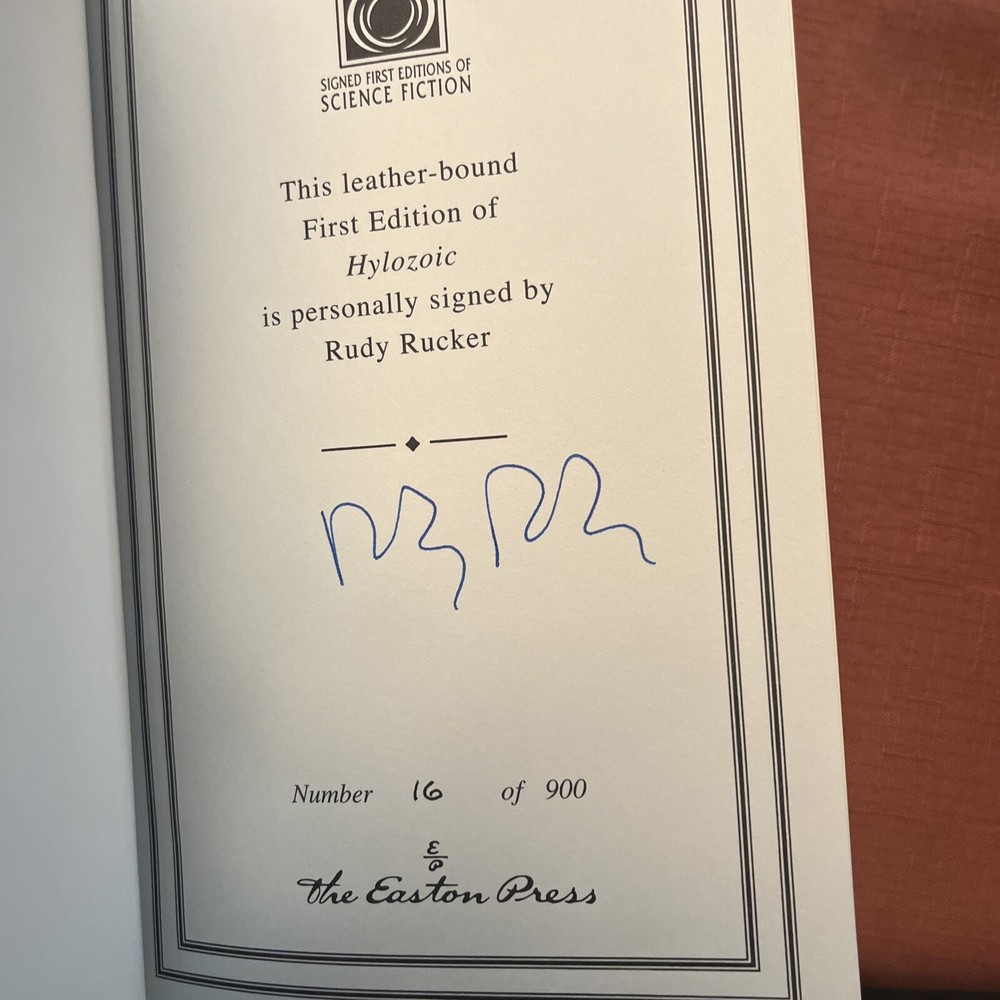 SIGNED FIRST EDITIONS OF
SCIENCE FICTION
This leather-bound
First Edition of
Hylozoic
is personally signed by
Rudy Rucker
Number 16 of 900
The Easton Press